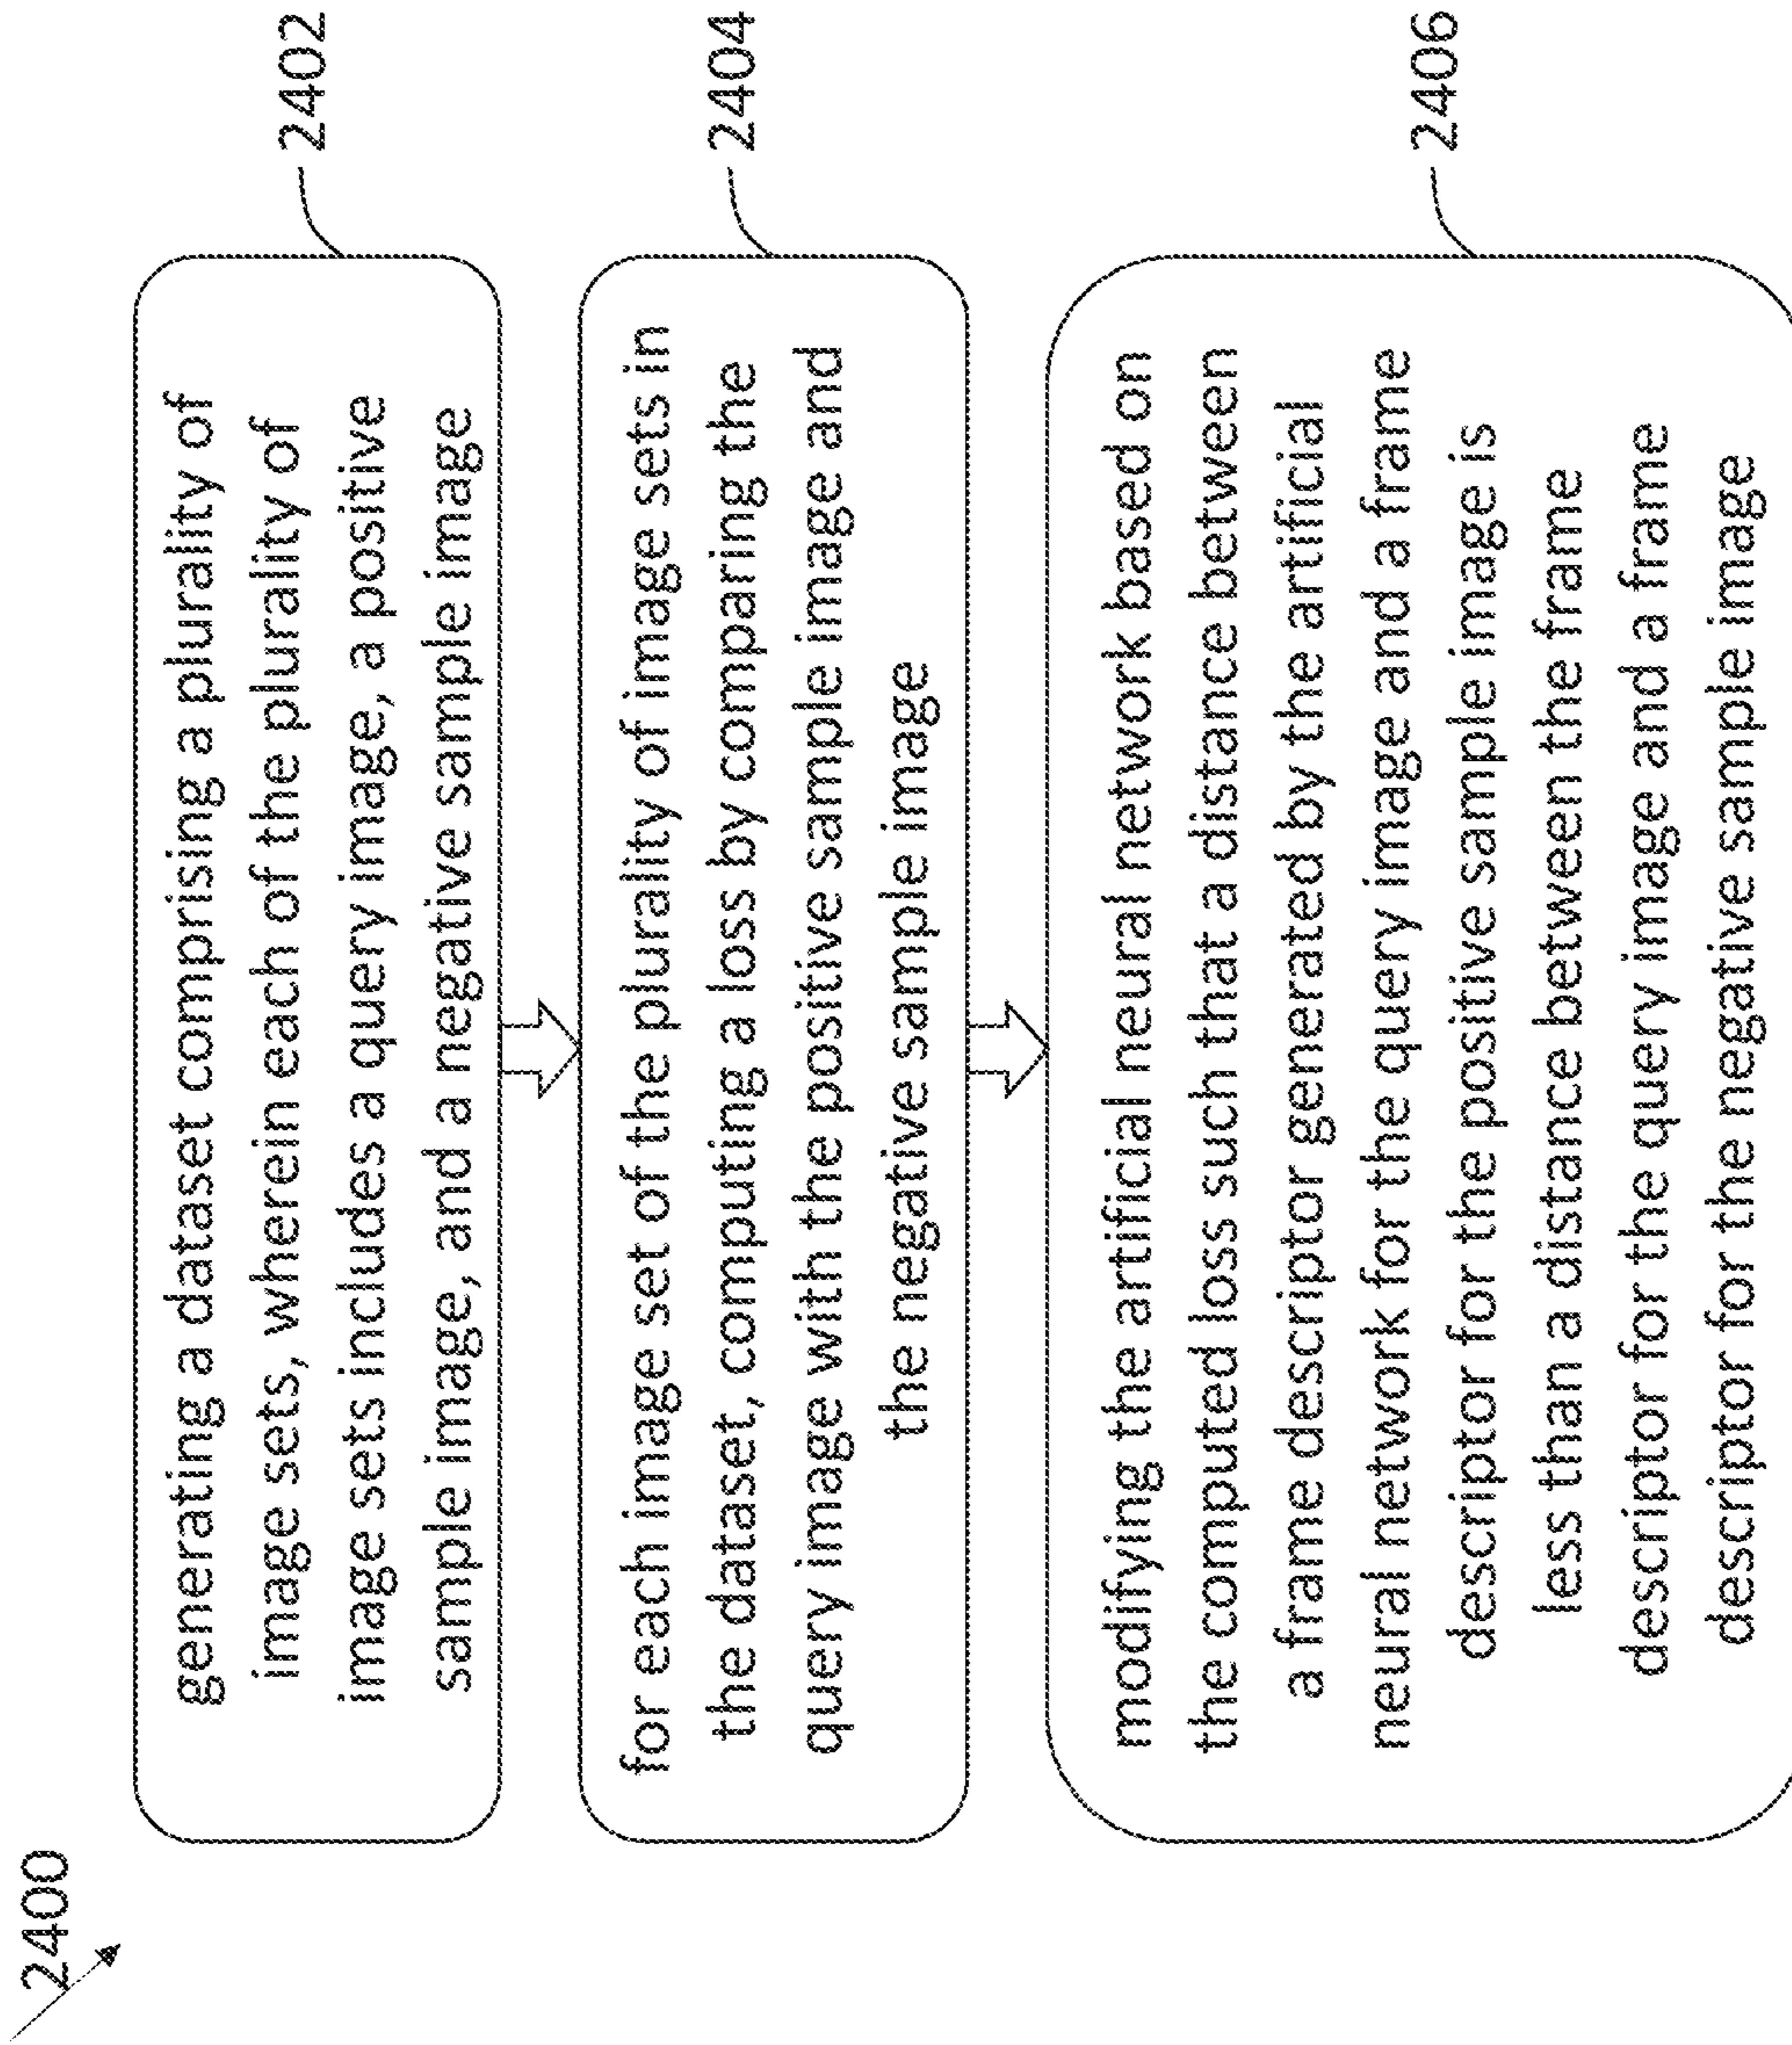 2400
generating a dataset comprising a plurality of
image sets, wherein each of the plurality of
image sets includes a query image, a positive
sample image, and a negative sample image
2402
for each image set of the plurality of image sets in
the dataset, computing a loss by comparing the
query image with the positive sample image and
the negative sample image
2404
modifying the artificial neural network based on
the computed loss such that a distance between
a frame descriptor generated by the artificial
neural network for the query image and a frame
descriptor for the positive sample image is
less than a distance between the frame
descriptor for the query image and a frame
descriptor for the negative sample image
2406